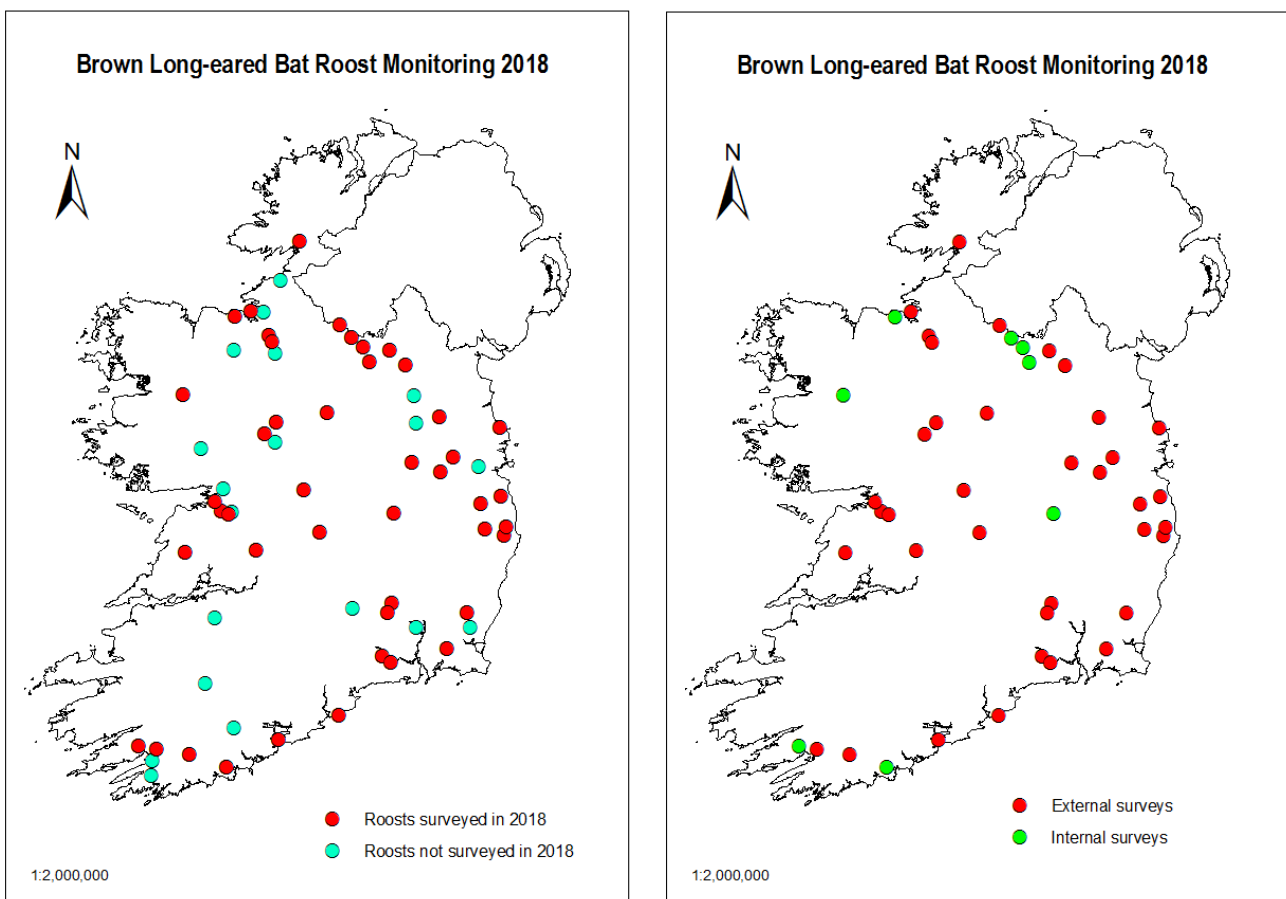 Brown Long-eared Bat Roost Monitoring 2018
N
Roosts surveyed in 2018
Roosts not surveyed in 2018
1:2,000,000
Brown Long-eared Bat Roost Monitoring 2018
N
External surveys
Internal surveys
1:2,000,000